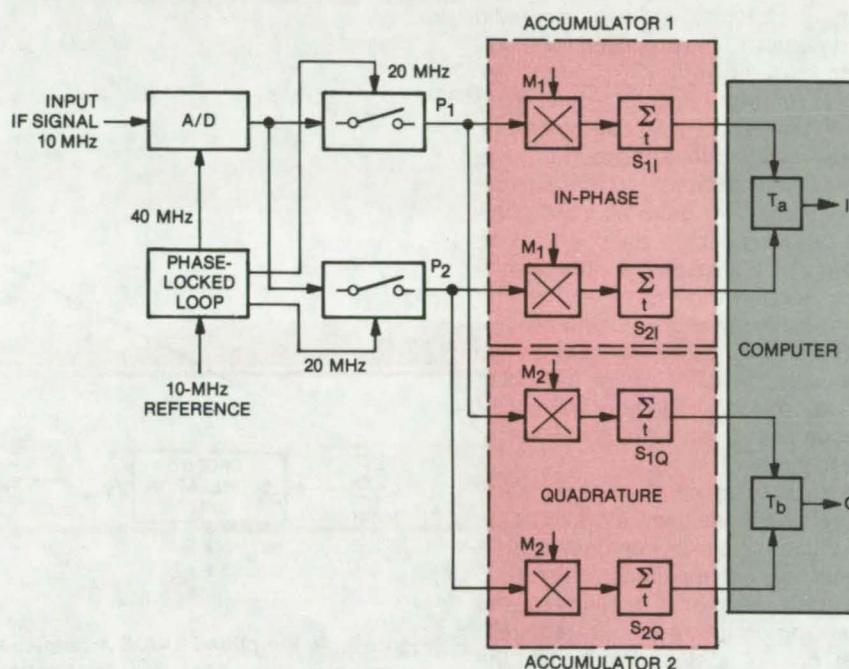 ACCUMULATOR 1
20 MHz
INPUT
IF SIGNAL
10 MHz
A/D
P1
M1
Σ
t
S1I
IN-PHASE
Ta
I
40 MHz
PHASE-
LOCKED
LOOP
P2
M1
Σ
t
S2I
20 MHz
10-MHz
REFERENCE
COMPUTER
M2
Σ
t
S1Q
QUADRATURE
Tb
M2
Σ
t
S2Q
ACCUMULATOR 2